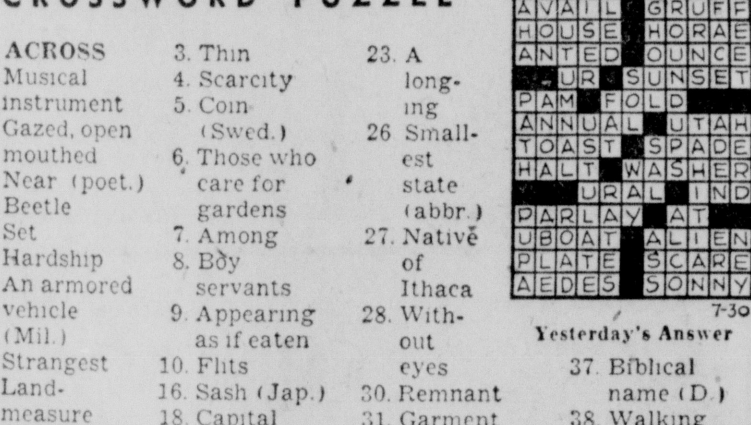 CROSSWORD PUZZLE
ACROSS
Musical
instrument
Gazed, open
mouthed
Near (poet.)
Beetle
Set
Hardship
An armored
vehicle
(Mil.)
Strangest
Land-
measure
3. Thin
4. Scarcity
5. Coin
(Swed.)
6. Those who
care for
gardens
7. Among
8. Boy
servants
9. Appearing
as if eaten
10. Flits
16. Sash (Jap.)
18. Capital
23. A
long-
ing
26 Small-
est
state
(abbr.)
27. Native
of
Ithaca
28. With-
out
eyes
30. Remnant
31. Garment
AVAIL GRUFF
HOUSE HORAE
ANTED OUNCE
UR SUNSET
PAM FOLD
ANNUAL UTAH
TOAST SPADE
HALT WASHER
URAL IND
PARLAY AT
UBOAT ALIEN
PLATE SCARE
AEDES SONNY
7-30
Yesterday's Answer
37. Biblical
name (D.)
38. Walking